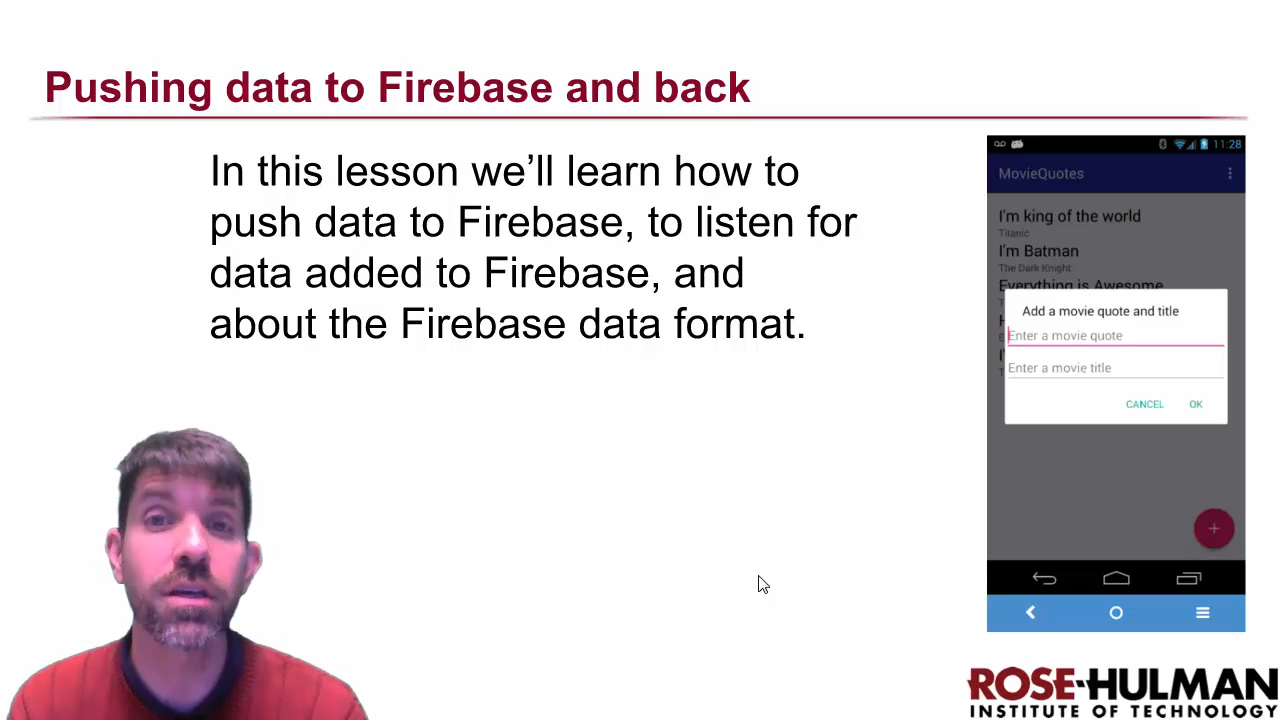 Pushing data to Firebase and back
In this lesson we'll learn how to
push data to Firebase, to listen for
data added to Firebase, and
about the Firebase data format.
11:28
MovieQuotes
I'm king of the world
Titanic
I'm Batman
The Dark Knight
Everything is Awesome
Add a movie quote and title
Enter a movie quote
Enter a movie title
CANCEL OK
ROSE-HULMAN
INSTITUTE OF TECHNOLOGY